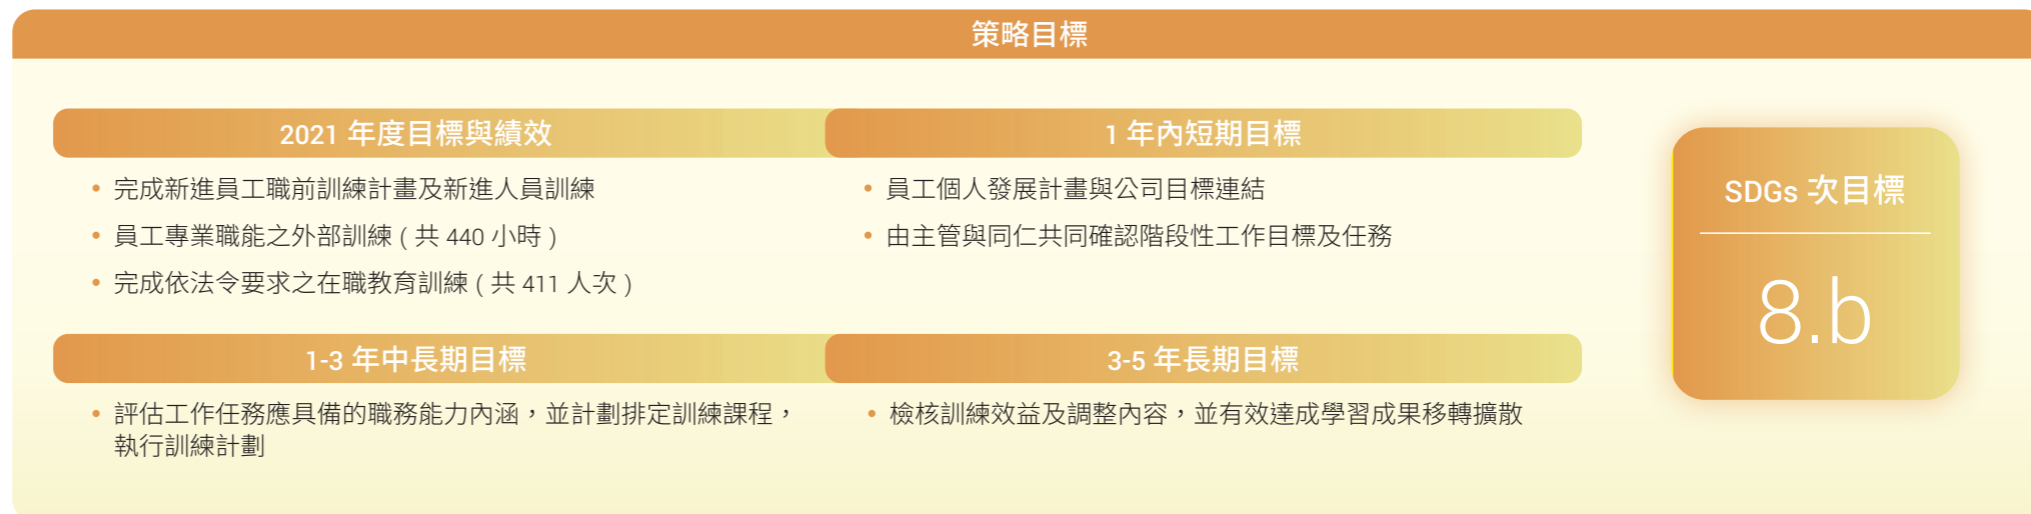 策略目標
2021 年度目標與績效
• 完成新進員工職前訓練計畫及新進人員訓練
• 員工專業職能之外部訓練 ( 共 440 小時 )
• 完成依法令要求之在職教育訓練 ( 共 411 人次 )
1 年內短期目標
• 員工個人發展計畫與公司目標連結
• 由主管與同仁共同確認階段性工作目標及任務
1-3 年中長期目標
• 評估工作任務應具備的職務能力內涵，並計劃排定訓練課程，
執行訓練計劃
3-5 年長期目標
• 檢核訓練效益及調整內容，並有效達成學習成果移轉擴散
SDGs 次目標
8.b